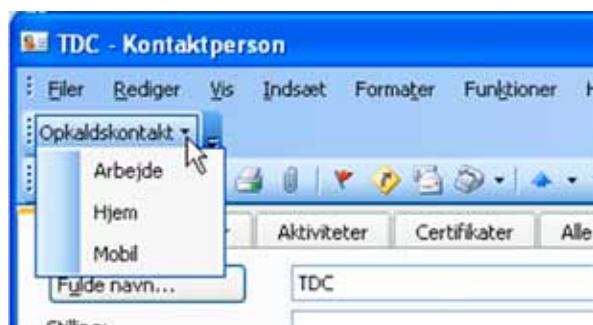 TDC - Kontaktperson
Filer Rediger Vis Indsæt Formater Funktioner
Opkaldskontakt
Arbejde
Hjem
Mobil
Aktiviteter Certifikater Alle
Fulde navn... TDC